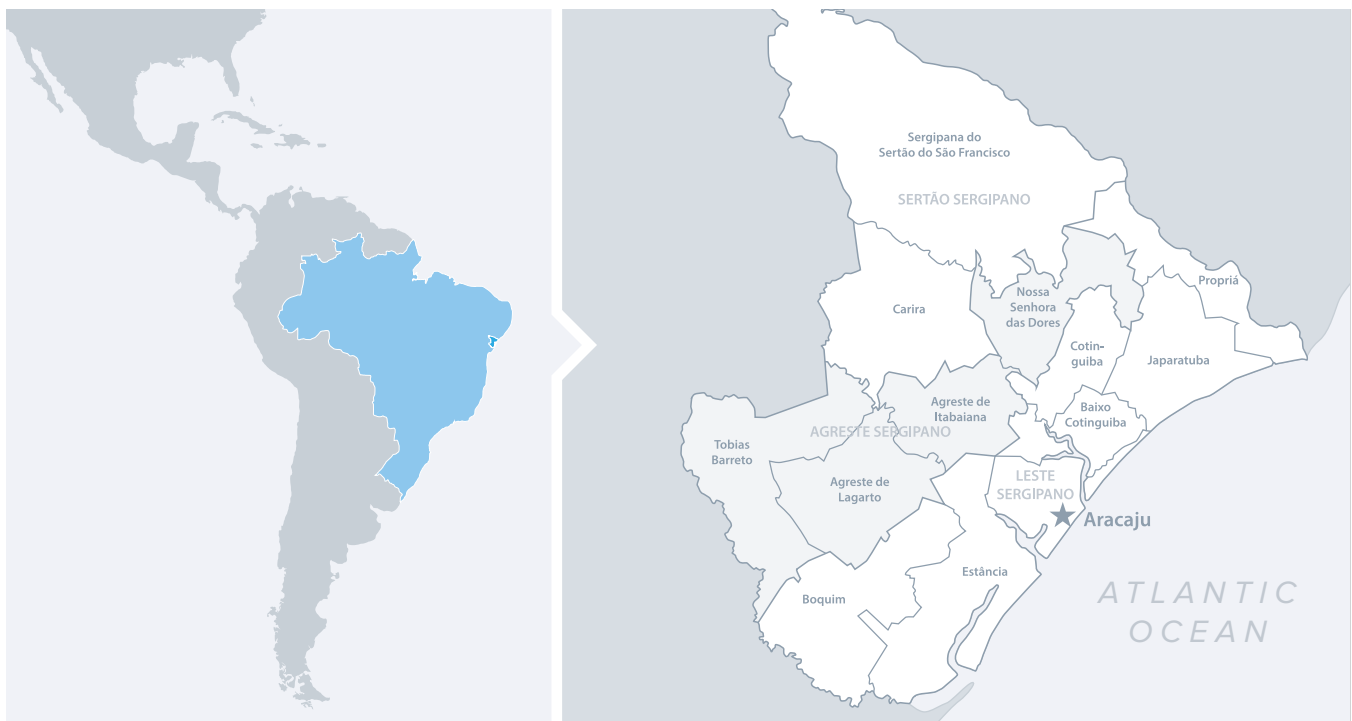 Sergipana do
Sertão do São Francisco
SERTÃO SERGIPANO
Propriá
Nossa
Senhora
das Dores
Carira
Cotin-
guiba
Japaratuba
Agreste de
Itabaiana
Baixo
Cotinguiba
AGRESTE SERGIPANO
Tobias
Barreto
Agreste de
Lagarto
LESTE
SERGIPANO
Aracaju
Estância
Boquim
ATLANTIC
OCEAN